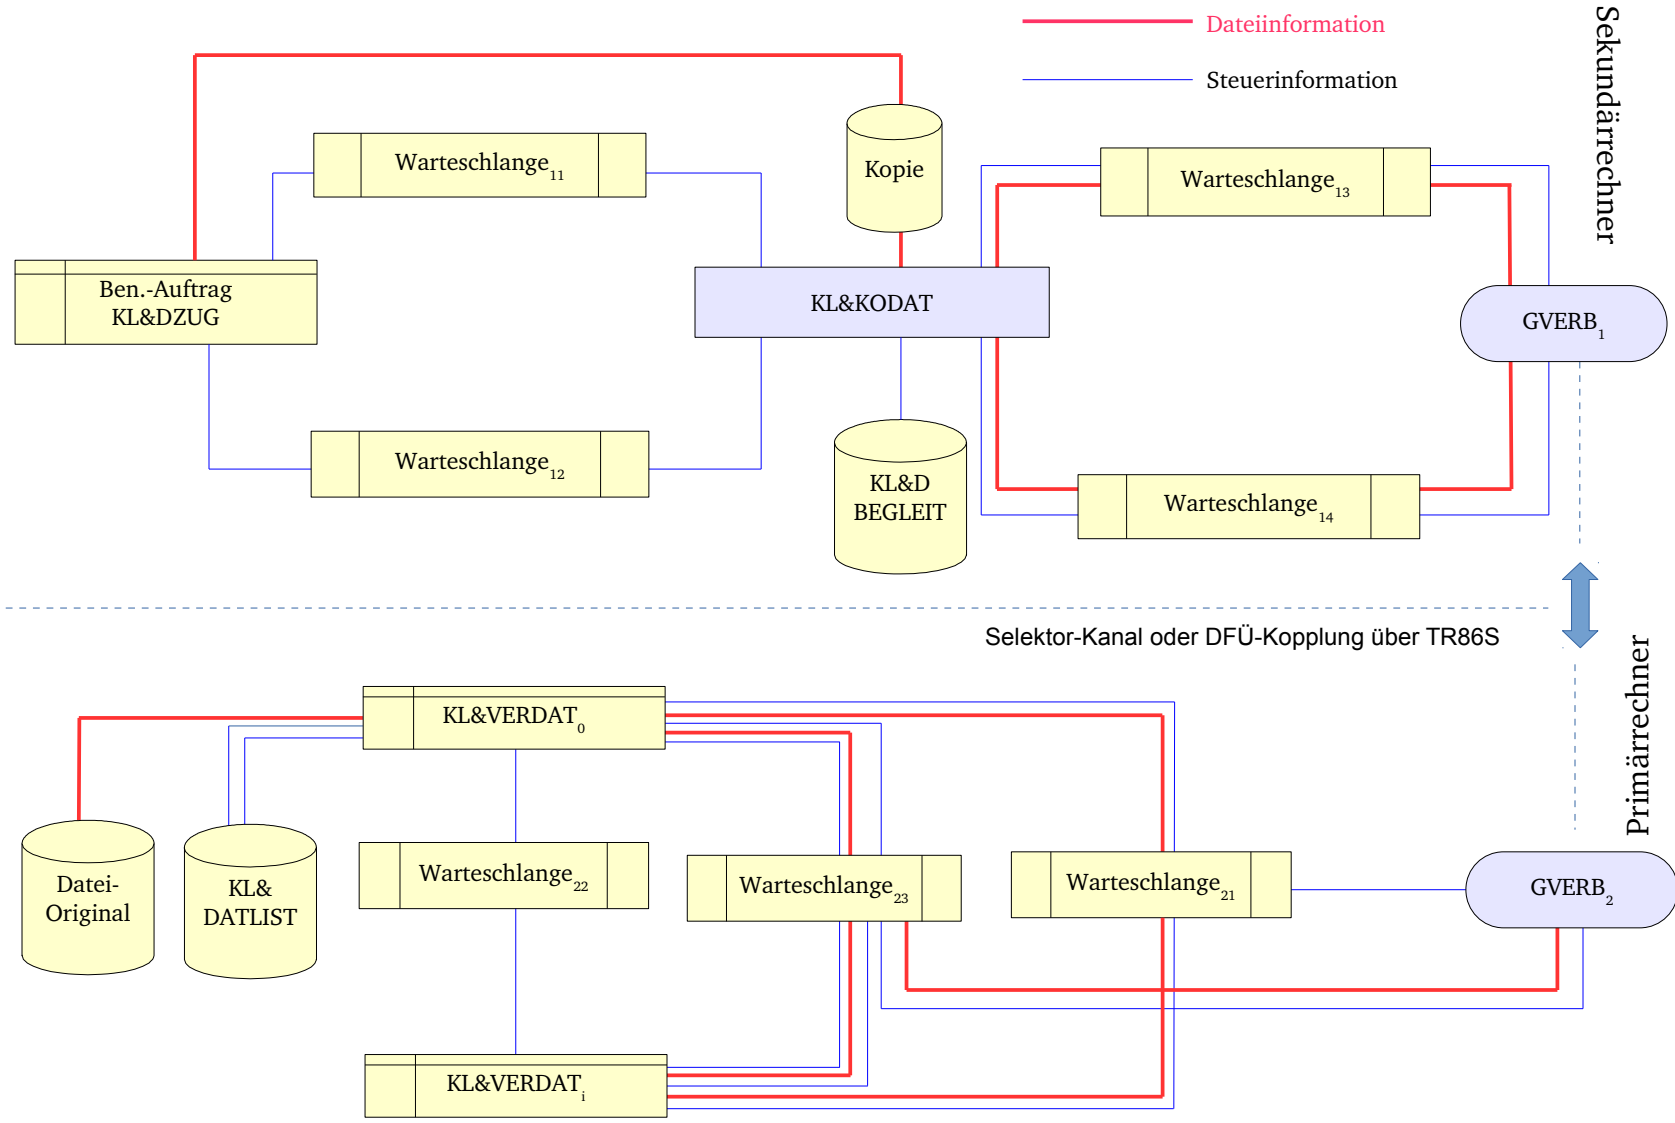 Dateiinformation
Steuerinformation
Sekundärrechner
Warteschlange₁₁
Kopie
Warteschlange₁₃
Ben.-Auftrag
KL&DZUG
KL&KODAT
GVERB₁
Warteschlange₁₂
KL&D
BEGLEIT
Warteschlange₁₄
Selektor-Kanal oder DFÜ-Kopplung über TR86S
Primärrechner
KL&VERDAT₀
Datei-
Original
KL&
DATLIST
Warteschlange₂₂
Warteschlange₂₃
Warteschlange₂₁
GVERB₂
KL&VERDATᵢ